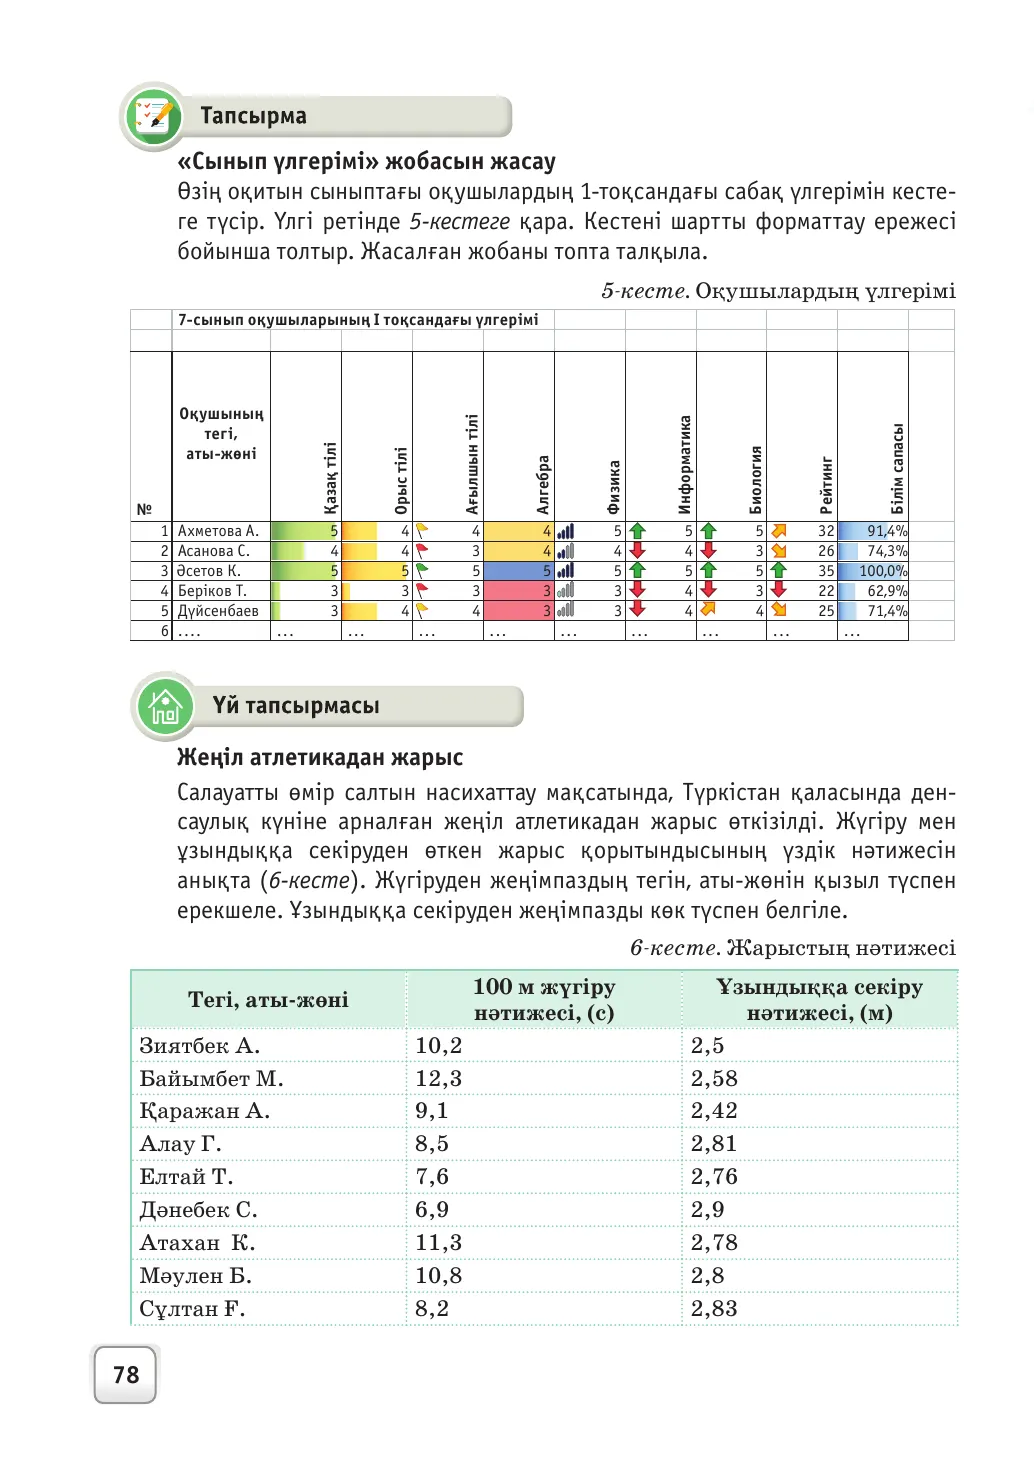 Тапсырма
«Сынып үлгерімі» жобасын жасау
Өзің оқитын сыныптағы оқушылардың 1-тоқсандағы сабақ үлгерімін кесте-
ге түсір. Үлгі ретінде 5-кестеге қара. Кестені шартты форматтау ережесі
бойынша толтыр. Жасалған жобаны топта талқыла.
5-кесте. Оқушылардың үлгерімі
7-сынып оқушыларының I тоқсандағы үлгерімі
№ Оқушының тегі, аты-жөні Қазақ тілі Орыс тілі Ағылшын тілі Алгебра Физика Информатика Биология Рейтинг Білім сапасы
1 Ахметова А. 5 4 4 4 5 5 5 32 91,4%
2 Асанова С. 4 4 3 4 4 4 3 26 74,3%
3 Әсетов К. 5 5 5 5 5 5 5 35 100,0%
4 Беріков Т. 3 3 3 3 3 4 3 22 62,9%
5 Дүйсенбаев 3 4 4 3 3 4 4 25 71,4%
6 .... ... ... ... ... ... ... ... ... ...
Үй тапсырмасы
Жеңіл атлетикадан жарыс
Салауатты өмір салтын насихаттау мақсатында, Түркістан қаласында ден-
саулық күніне арналған жеңіл атлетикадан жарыс өткізілді. Жүгіру мен
ұзындыққа секіруден өткен жарыс қорытындысының үздік нәтижесін
анықта (6-кесте). Жүгіруден жеңімпаздың тегін, аты-жөнін қызыл түспен
ерекшеле. Ұзындыққа секіруден жеңімпазды көк түспен белгіле.
6-кесте. Жарыстың нәтижесі
Тегі, аты-жөні 100 м жүгіру нәтижесі, (с) Ұзындыққа секіру нәтижесі, (м)
Зиятбек А. 10,2 2,5
Байымбет М. 12,3 2,58
Қаражан А. 9,1 2,42
Алау Г. 8,5 2,81
Елтай Т. 7,6 2,76
Дәнебек С. 6,9 2,9
Атахан К. 11,3 2,78
Мәулен Б. 10,8 2,8
Сұлтан Ғ. 8,2 2,83
78